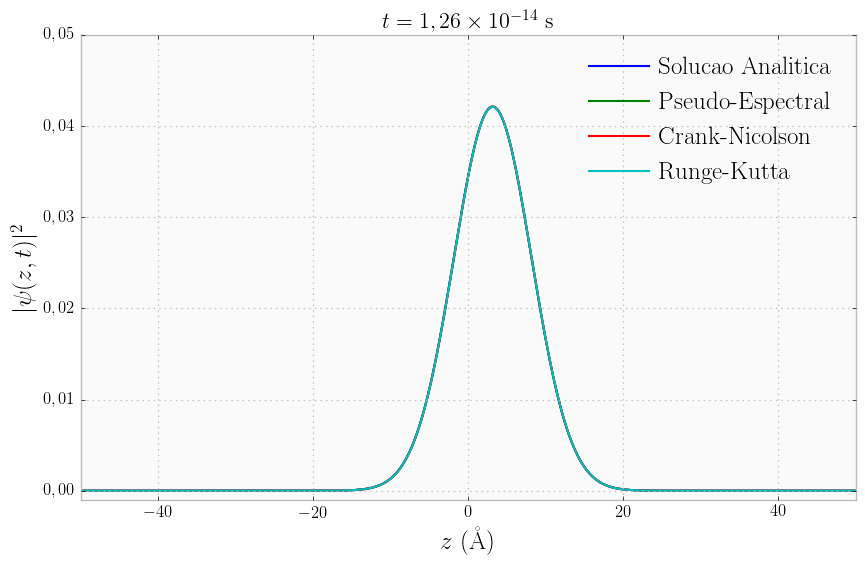 t = 1,26 × 10⁻¹⁴ s
0,05
0,04
0,03
0,02
0,01
0,00
|ψ(z, t)|²
Solucao Analitica
Pseudo-Espectral
Crank-Nicolson
Runge-Kutta
−40
−20
0
20
40
z (Å)